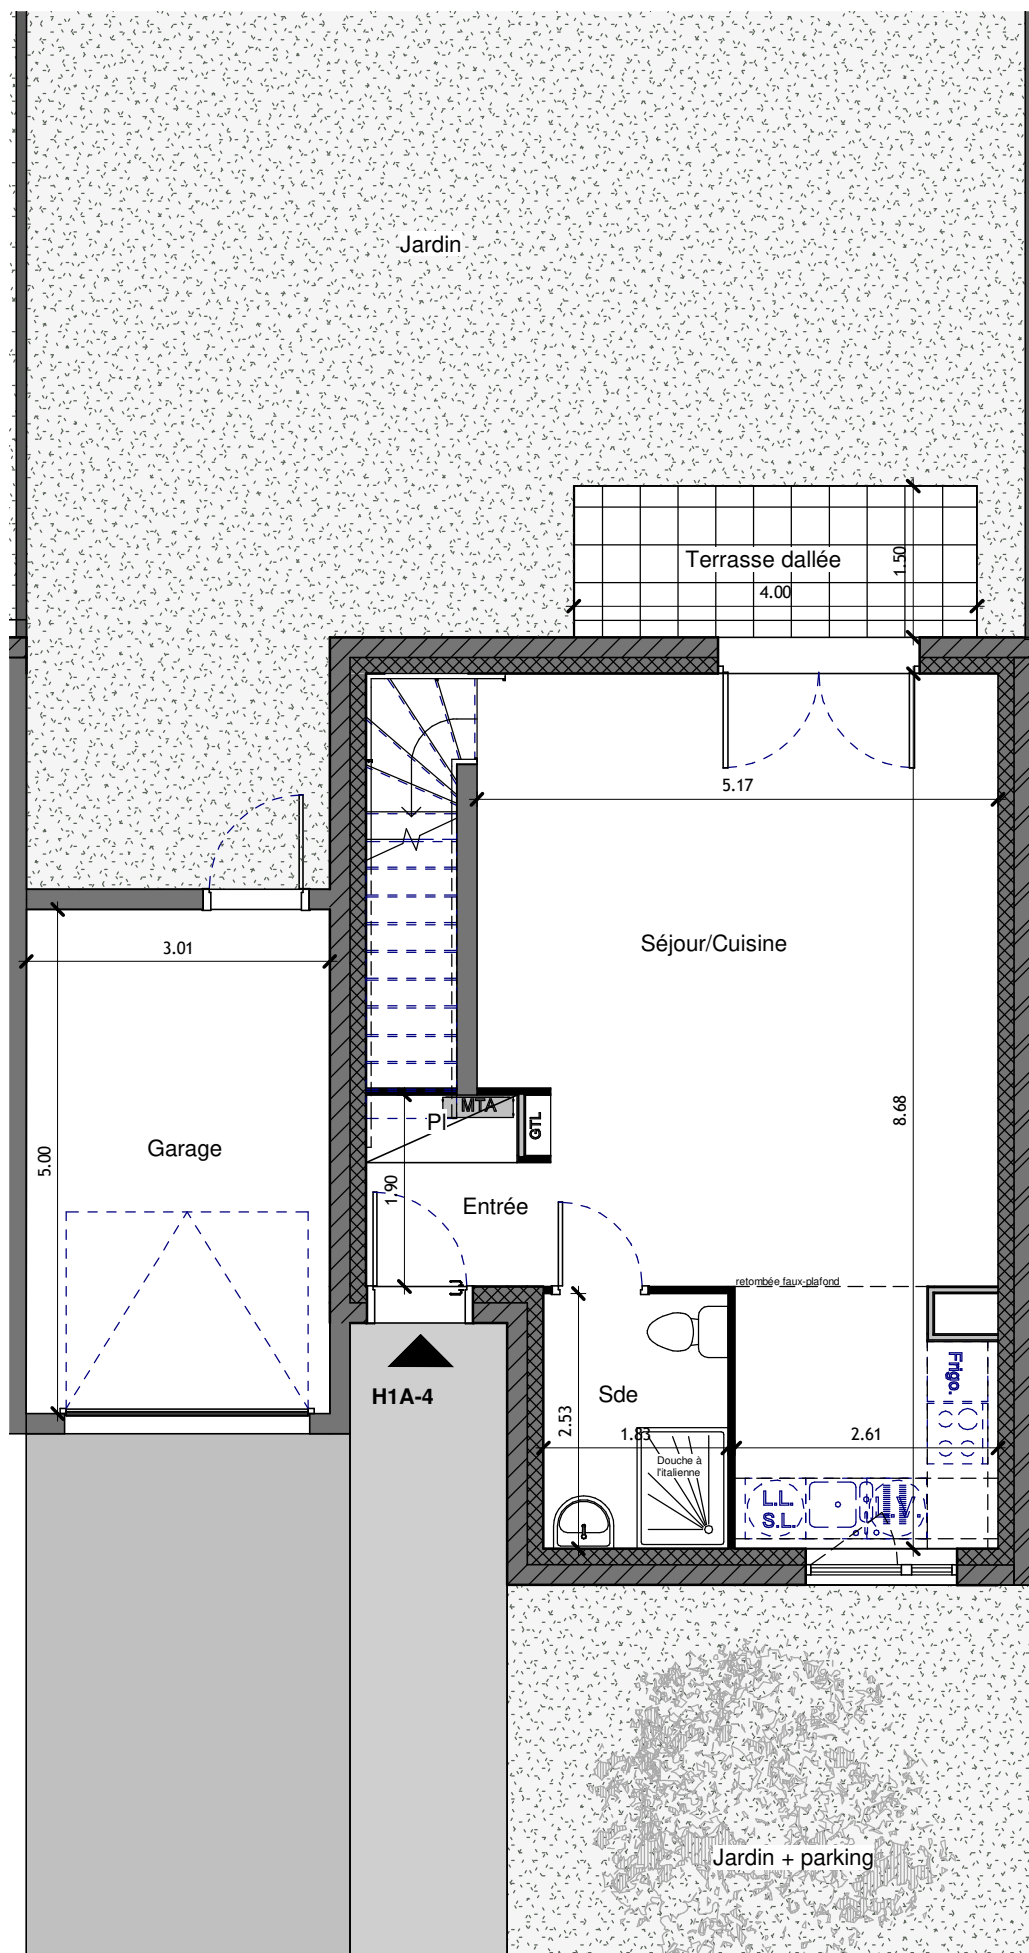 Jardin
Terrasse dallée
1.50
4.00
5.17
Séjour/Cuisine
3.01
MTA
Pl
GTL
8.68
Garage
5.00
1.90
Entrée
retombée faux-plafond
H1A-4
Frigo.
Sde
2.53
1.83
2.61
Douche à
l'italienne
L.L.
S.L.
L.V.
Jardin + parking